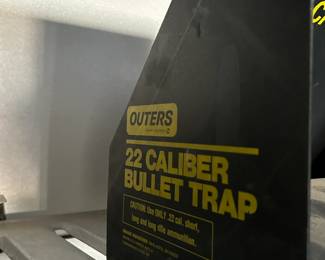 OUTERS
22 CALIBER
BULLET TRAP
CAUTION: Use ONLY .22 cal. short,
long and long rifle ammunition.